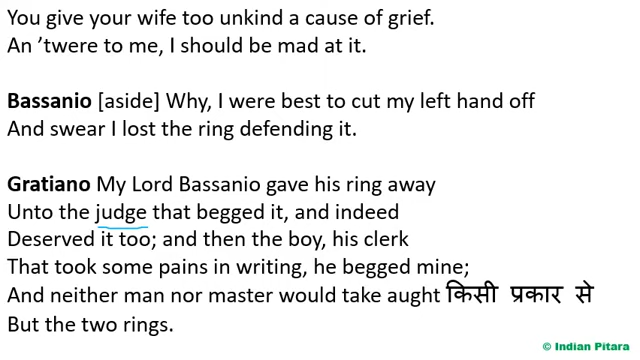 You give your wife too unkind a cause of grief.
An ’twere to me, I should be mad at it.
Bassanio [aside] Why, I were best to cut my left hand off
And swear I lost the ring defending it.
Gratiano My Lord Bassanio gave his ring away
Unto the judge that begged it, and indeed
Deserved it too; and then the boy, his clerk
That took some pains in writing, he begged mine;
And neither man nor master would take aught किसी प्रकार से
But the two rings.
© Indian Pitara